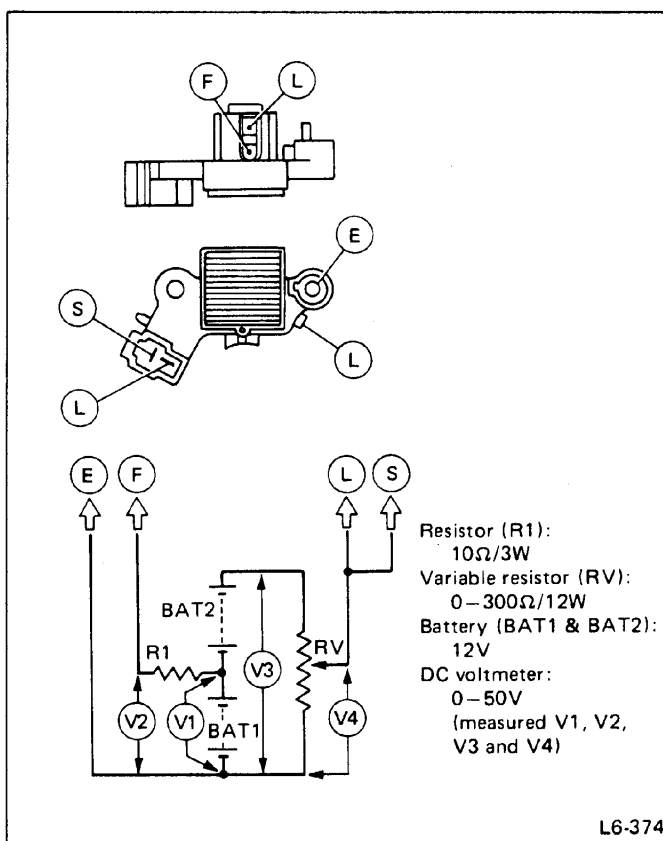 F L
E
S
L
L
E F L S
BAT2
R1
RV
V3
V2 V1 V4
BAT1
Resistor (R1):
10Ω/3W
Variable resistor (RV):
0–300Ω/12W
Battery (BAT1 & BAT2):
12V
DC voltmeter:
0–50V
(measured V1, V2,
V3 and V4)
L6-374